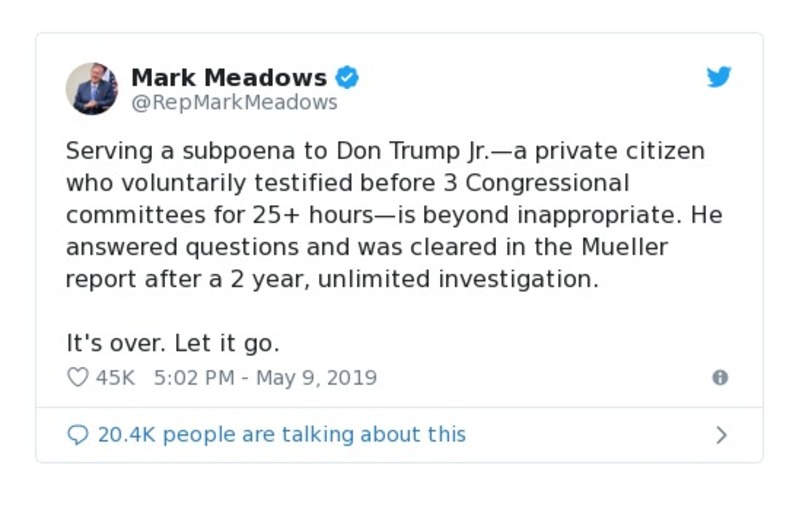 Mark Meadows
@RepMarkMeadows
Serving a subpoena to Don Trump Jr.—a private citizen
who voluntarily testified before 3 Congressional
committees for 25+ hours—is beyond inappropriate. He
answered questions and was cleared in the Mueller
report after a 2 year, unlimited investigation.
It's over. Let it go.
45K 5:02 PM - May 9, 2019
20.4K people are talking about this